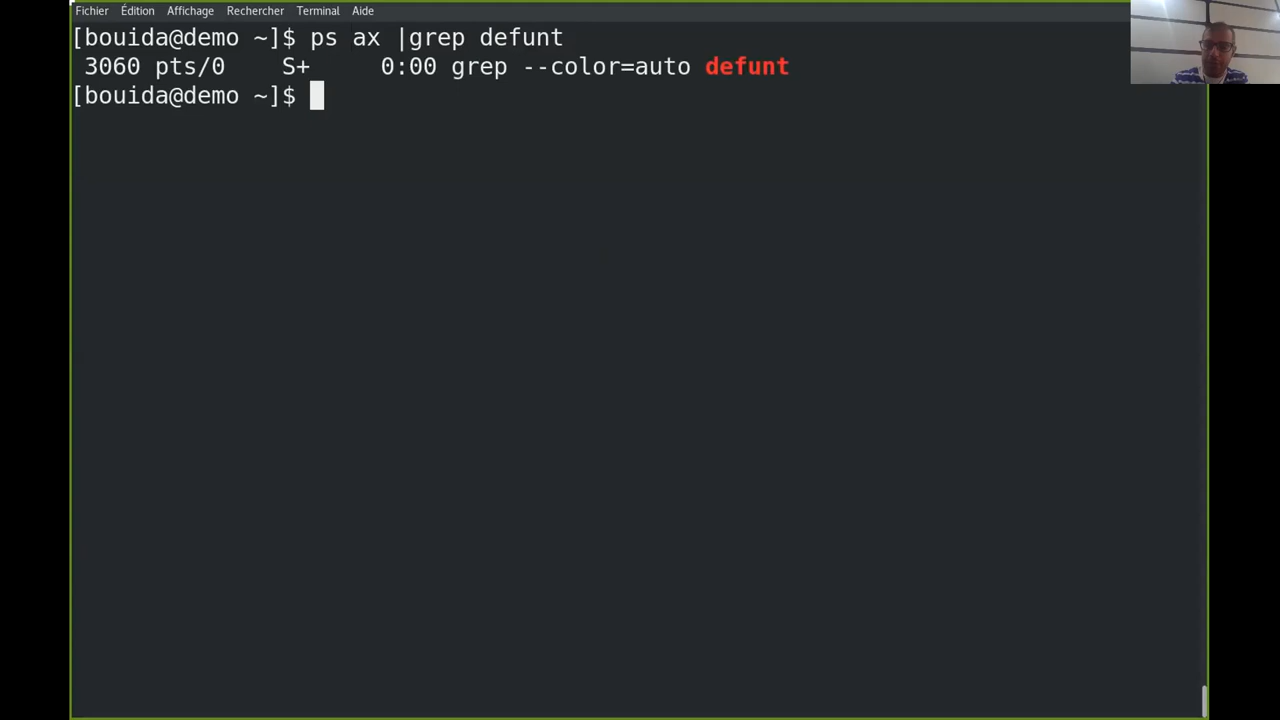 Fichier Édition Affichage Rechercher Terminal Aide
[bouida@demo ~]$ ps ax |grep defunt
3060 pts/0 S+ 0:00 grep --color=auto defunt
[bouida@demo ~]$